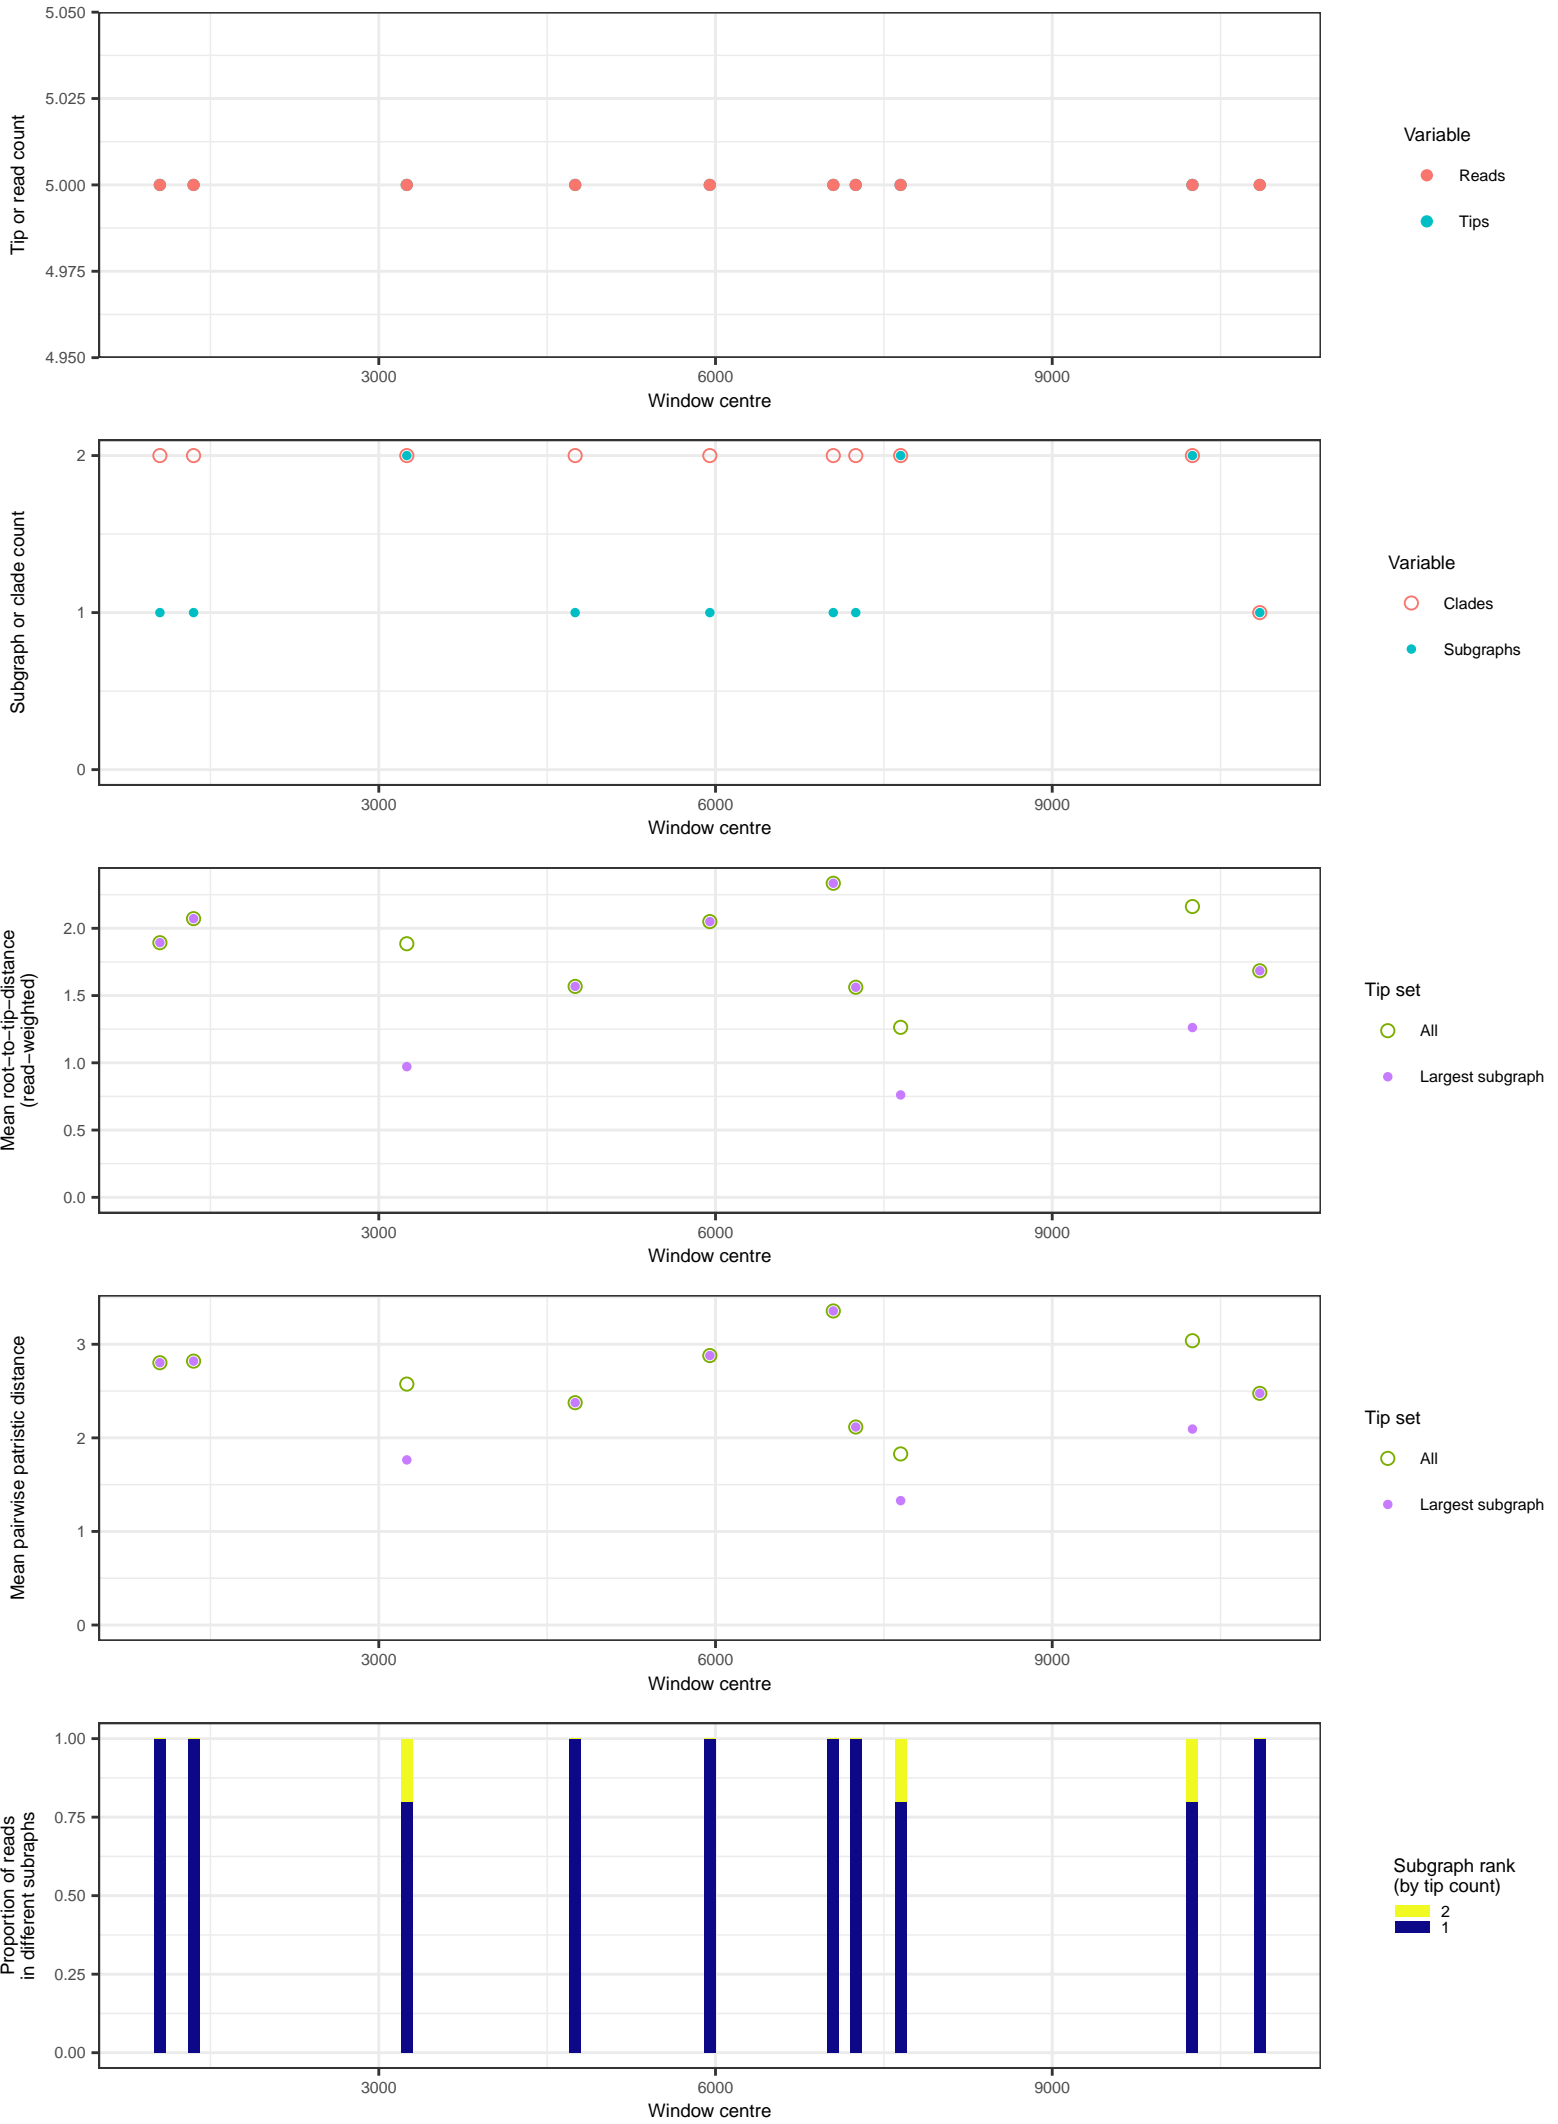 5.050
5.025
5.000
4.975
4.950
Tip or read count
3000 6000 9000
Window centre
Variable
Reads
Tips
2
1
0
Subgraph or clade count
3000 6000 9000
Window centre
Variable
Clades
Subgraphs
2.0
1.5
1.0
0.5
0.0
Mean root−to−tip−distance
(read−weighted)
3000 6000 9000
Window centre
Tip set
All
Largest subgraph
3
2
1
0
Mean pairwise patristic distance
3000 6000 9000
Window centre
Tip set
All
Largest subgraph
1.00
0.75
0.50
0.25
0.00
Proportion of reads
in different subraphs
3000 6000 9000
Window centre
Subgraph rank
(by tip count)
2
1